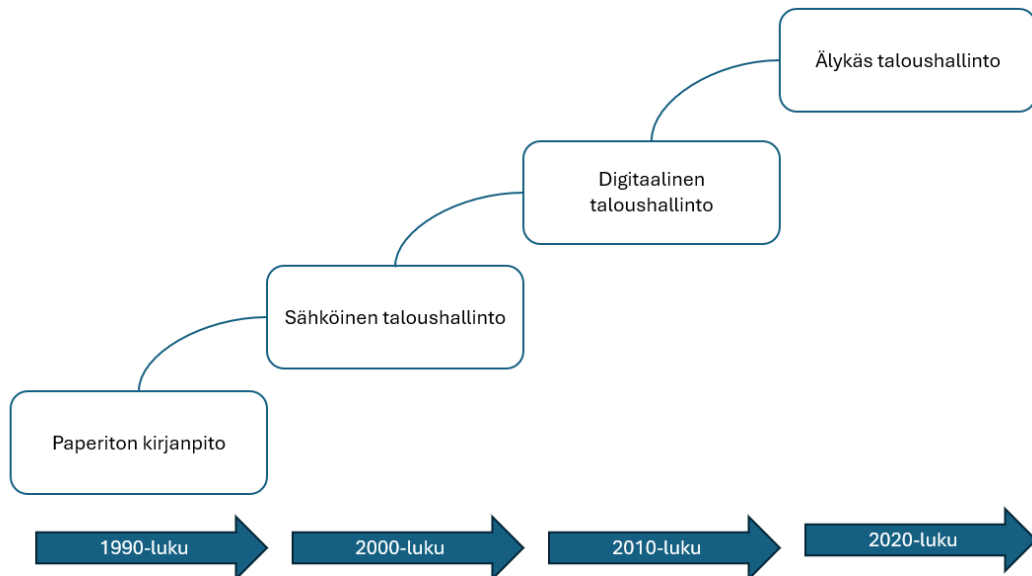 Älykäs taloushallinto
Digitaalinen
taloushallinto
Sähköinen taloushallinto
Paperiton kirjanpito
1990-luku
2000-luku
2010-luku
2020-luku